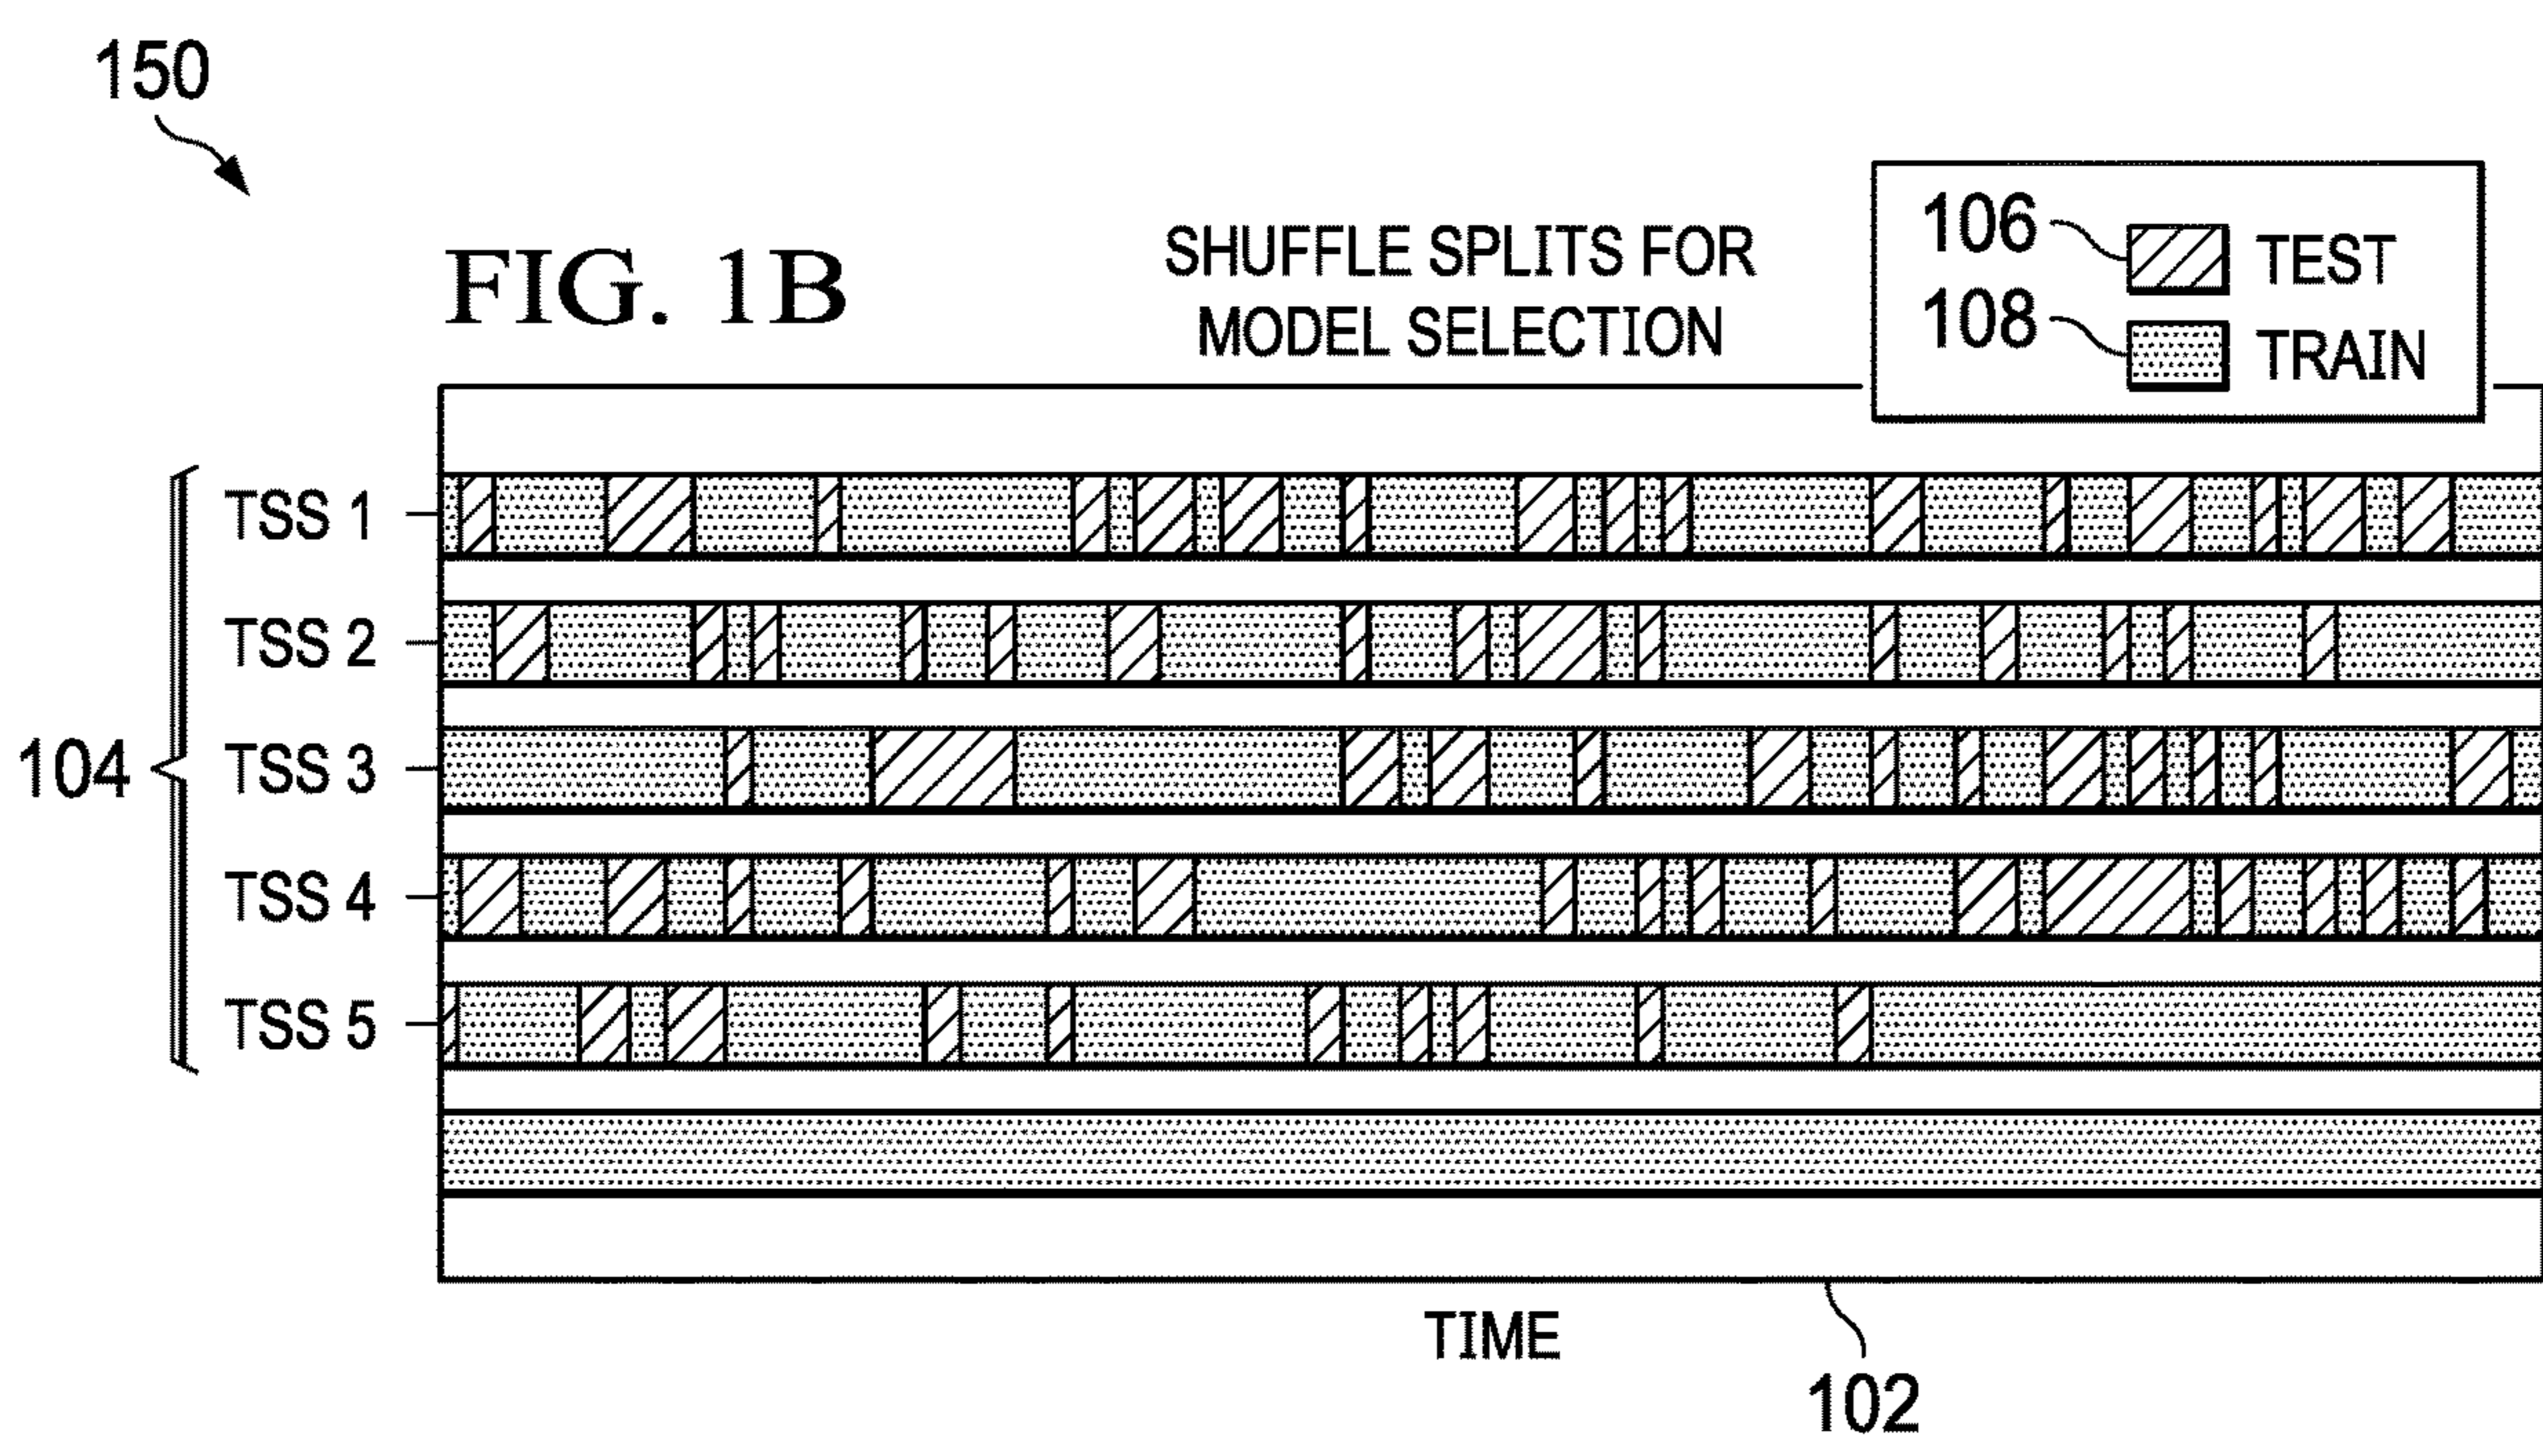 150
FIG. 1B
SHUFFLE SPLITS FOR
MODEL SELECTION
106 TEST
108 TRAIN
104
TSS 1
TSS 2
TSS 3
TSS 4
TSS 5
TIME
102